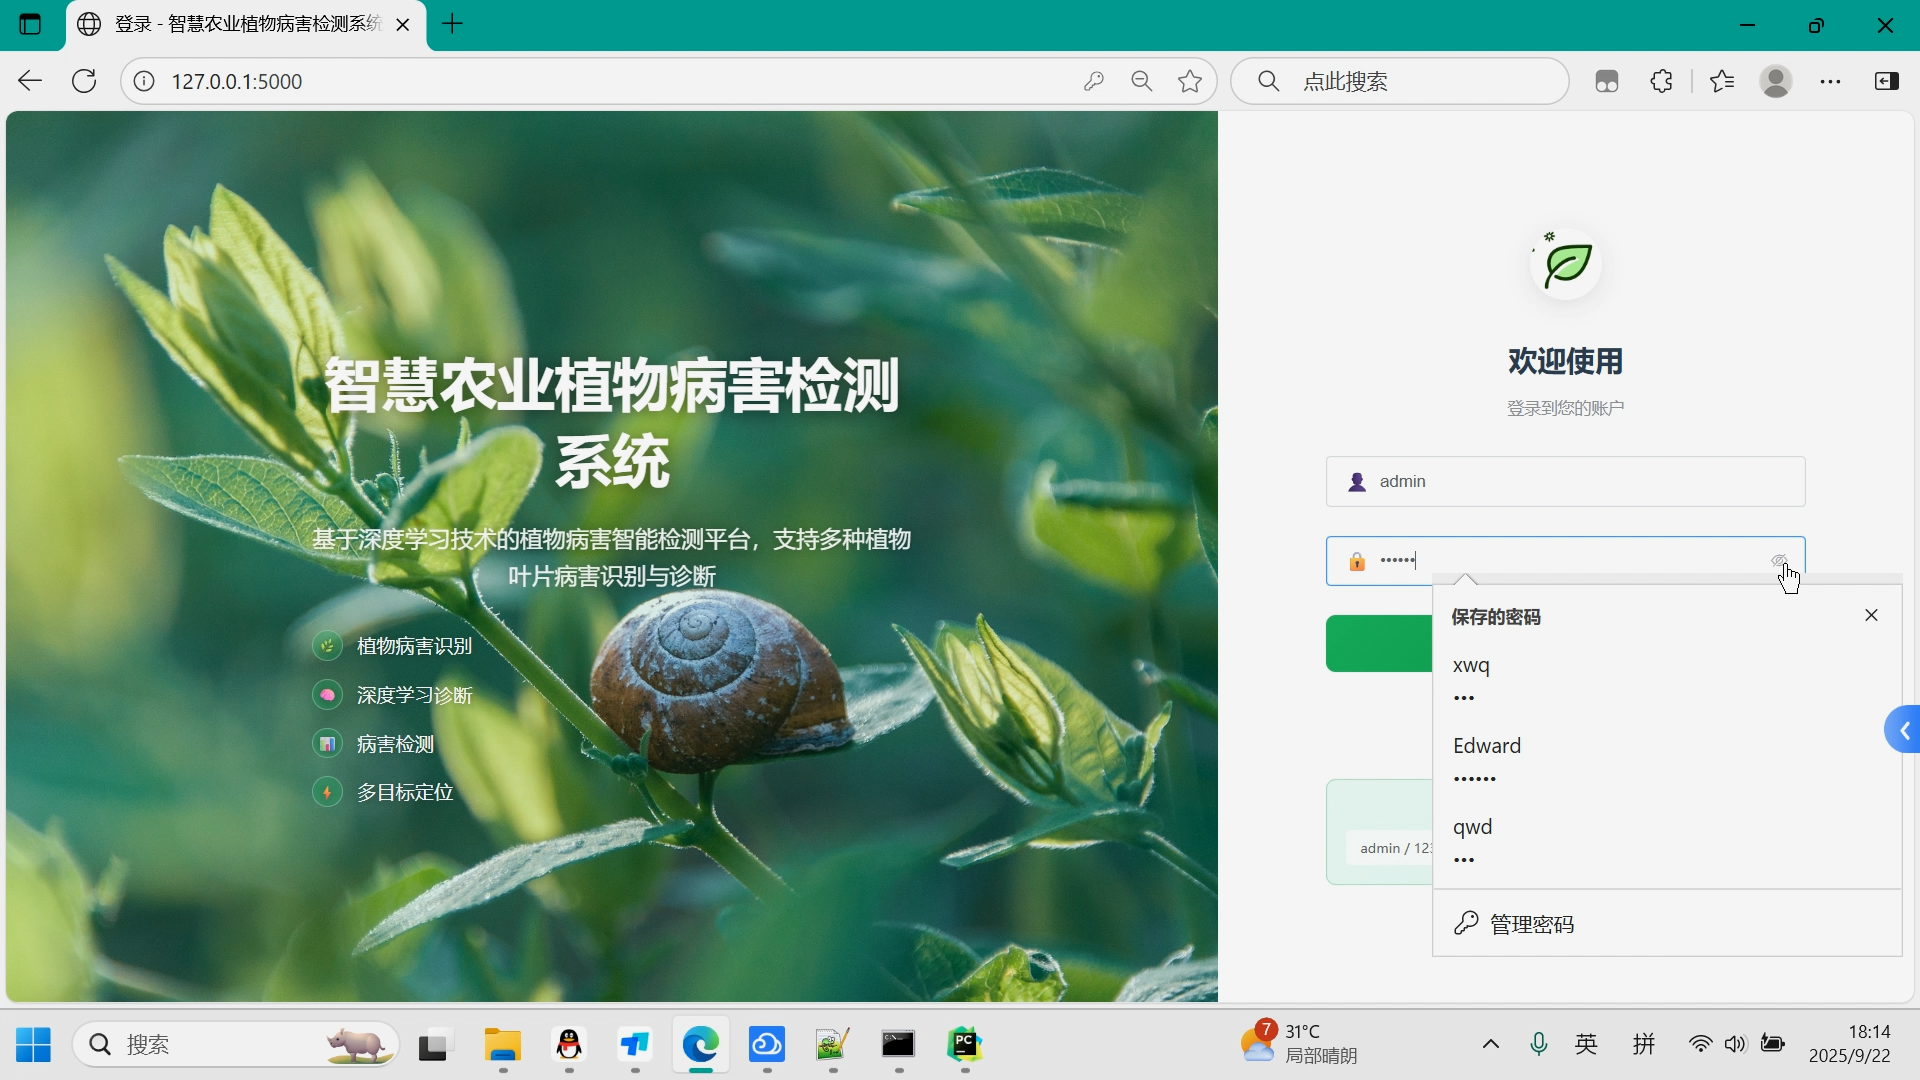 登录 - 智慧农业植物病害检测系统
127.0.0.1:5000
点此搜索
智慧农业植物病害检测
系统
基于深度学习技术的植物病害智能检测平台，支持多种植物
叶片病害识别与诊断
植物病害识别
深度学习诊断
病害检测
多目标定位
欢迎使用
登录到您的账户
admin
••••••
保存的密码
xwq
•••
Edward
••••••
qwd
•••
管理密码
admin / 123
搜索
PC
7
31°C
局部晴朗
英
拼
18:14
2025/9/22